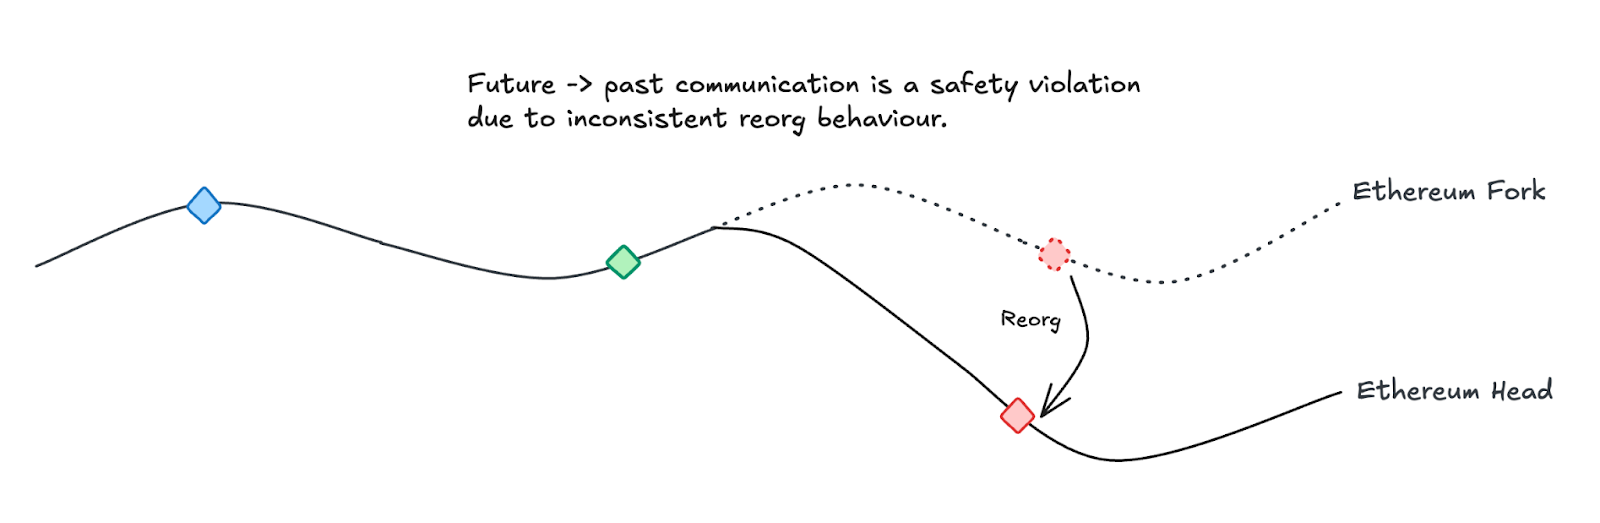 Future -> past communication is a safety violation
due to inconsistent reorg behaviour.
Ethereum Fork
Reorg
Ethereum Head